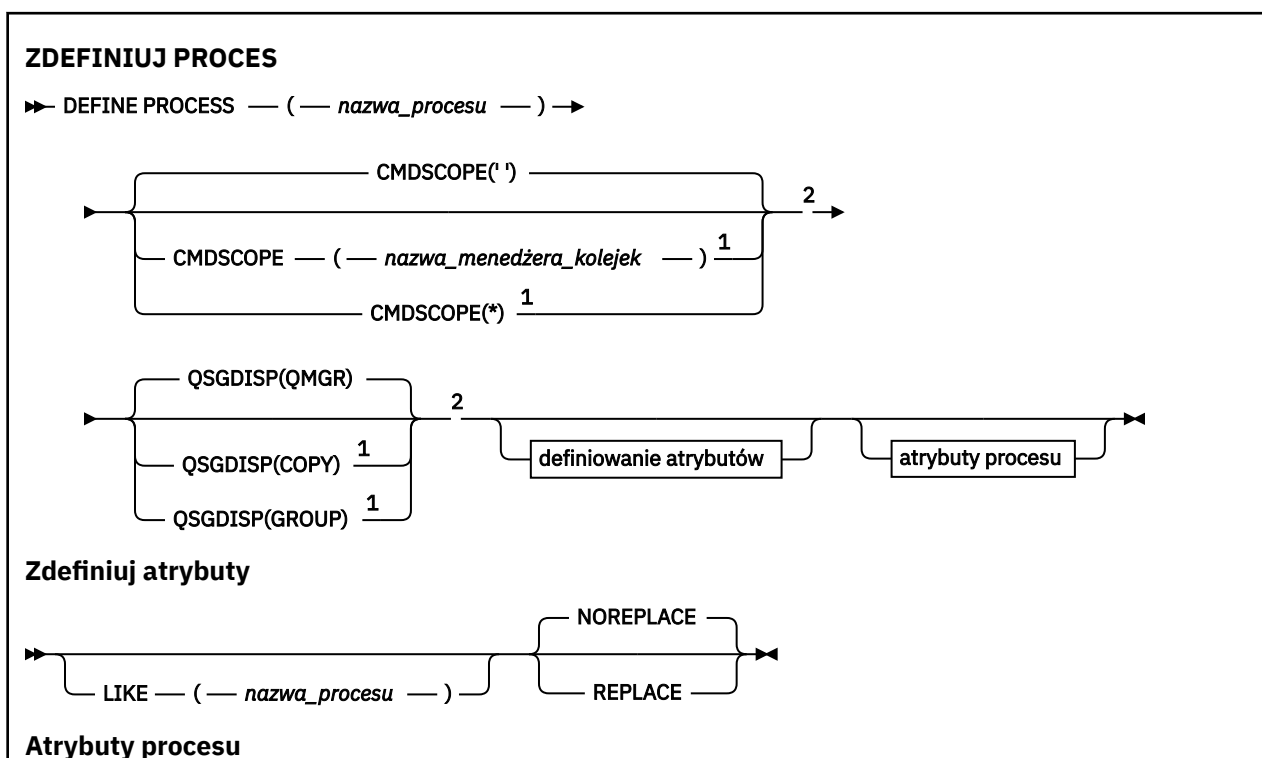 ZDEFINIUJ PROCES
DEFINE PROCESS ( nazwa_procesu )
CMDSCOPE(' ')
2
CMDSCOPE ( nazwa_menedżera_kolejek ) 1
CMDSCOPE(*) 1
QSGDISP(QMGR)
2
QSGDISP(COPY) 1
definiowanie atrybutów
atrybuty procesu
QSGDISP(GROUP) 1
Zdefiniuj atrybuty
NOREPLACE
LIKE ( nazwa_procesu )
REPLACE
Atrybuty procesu